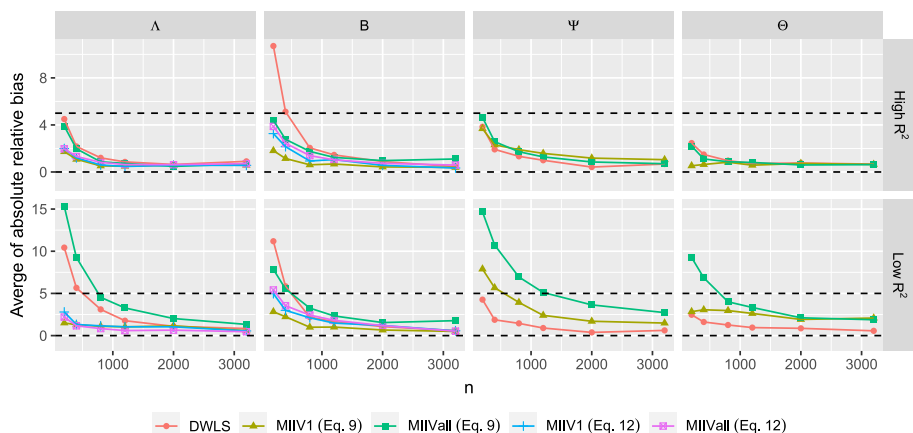 Λ B Ψ Θ
Averge of absolute relative bias
8
4
0
High R²
15
10
5
0
Low R²
1000 2000 3000 1000 2000 3000 1000 2000 3000 1000 2000 3000
n
DWLS MIIV1 (Eq. 9) MIIVall (Eq. 9) MIIV1 (Eq. 12) MIIVall (Eq. 12)